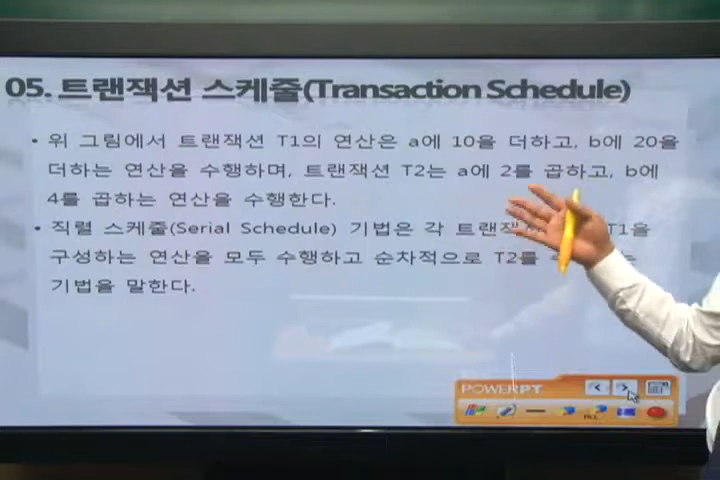 05. 트랜잭션 스케줄(Transaction Schedule)
• 위 그림에서 트랜잭션 T1의 연산은 a에 10을 더하고, b에 20을
더하는 연산을 수행하며, 트랜잭션 T2는 a에 2를 곱하고, b에
4를 곱하는 연산을 수행한다.
• 직렬 스케줄(Serial Schedule) 기법은 각 T1을
구성하는 연산을 모두 수행하고 순차적으로 T2를
기법을 말한다.
POWERPT